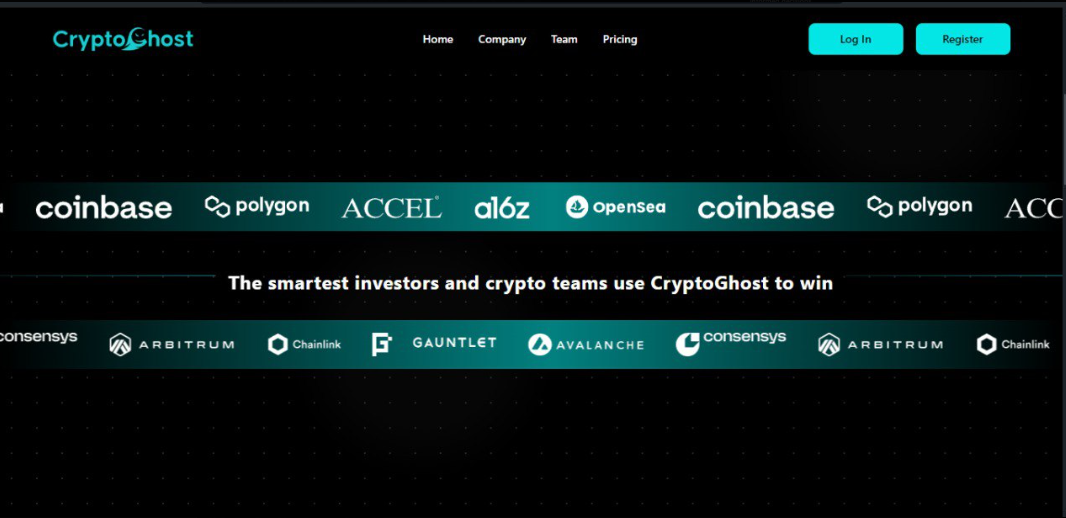 CryptoGhost Home Company Team Pricing Log In Register
coinbase polygon ACCEL a16z OpenSea coinbase polygon ACC
The smartest investors and crypto teams use CryptoGhost to win
consensys ARBITRUM Chainlink GAUNTLET AVALANCHE consensys ARBITRUM Chainlink